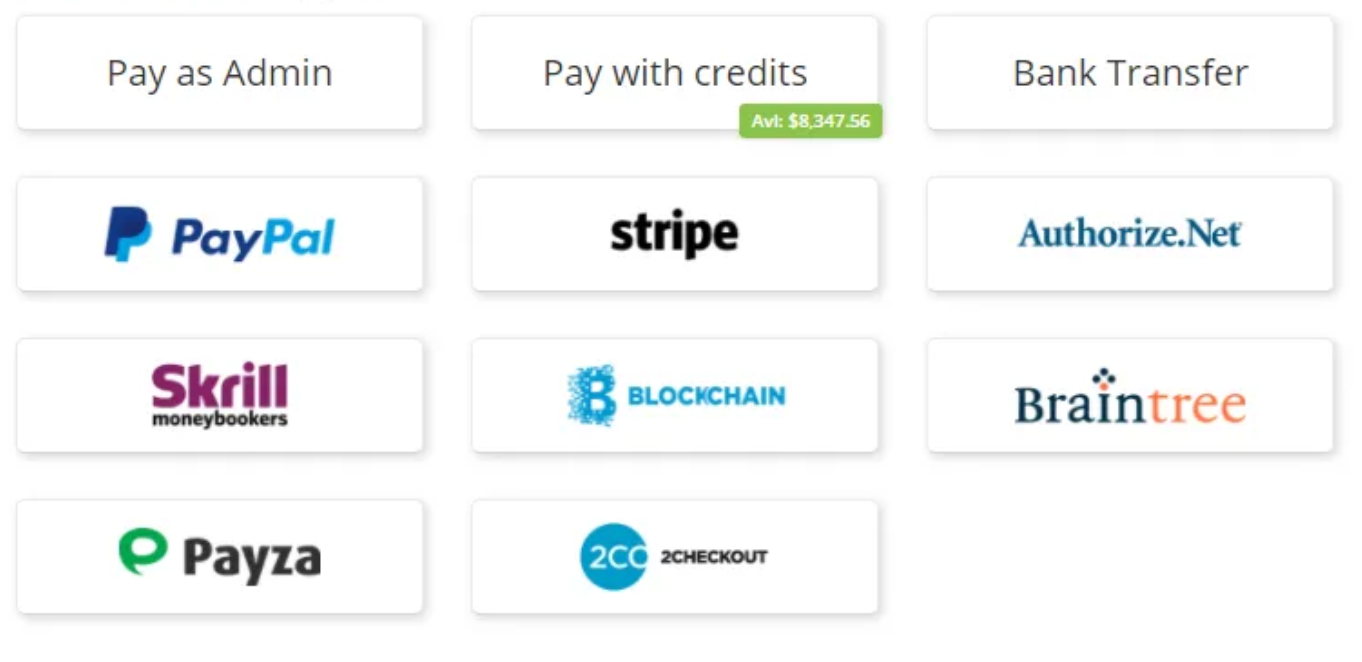 Pay as Admin
Pay with credits
Bank Transfer
Avl: $8,347.56
PayPal
stripe
Authorize.Net
Skrill
moneybookers
BLOCKCHAIN
Braintree
Payza
2CO 2CHECKOUT